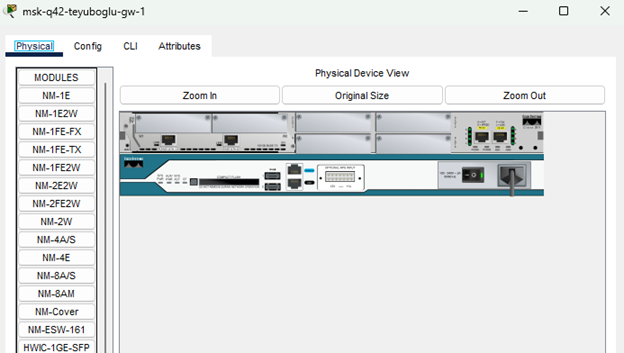 msk-q42-teyuboglu-gw-1
Physical Config CLI Attributes
MODULES
NM-1E
NM-1E2W
NM-1FE-FX
NM-1FE-TX
NM-1FE2W
NM-2E2W
NM-2FE2W
NM-2W
NM-4A/S
NM-4E
NM-8A/S
NM-8AM
NM-Cover
NM-ESW-161
HWIC-1GE-SFP
Physical Device View
Zoom In Original Size Zoom Out